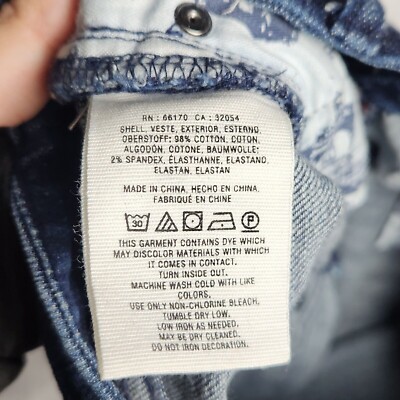 RN : 66170 CA : 32054
SHELL, VESTE, EXTERIOR, ESTERNO,
OBERSTOFF: 98% COTTON, COTON,
ALGODÓN, COTONE, BAUMWOLLE:
2% SPANDEX, ÉLASTHANNE, ELASTANO,
ELASTAN, ELASTAN
MADE IN CHINA, HECHO EN CHINA,
FABRIQUÉ EN CHINE
30 P
THIS GARMENT CONTAINS DYE WHICH
MAY DISCOLOR MATERIALS WITH WHICH
IT COMES IN CONTACT.
TURN INSIDE OUT.
MACHINE WASH COLD WITH LIKE
COLORS,
USE ONLY NON-CHLORINE BLEACH,
TUMBLE DRY LOW,
LOW IRON AS NEEDED,
MAY BE DRY CLEANED,
DO NOT IRON DECORATION.